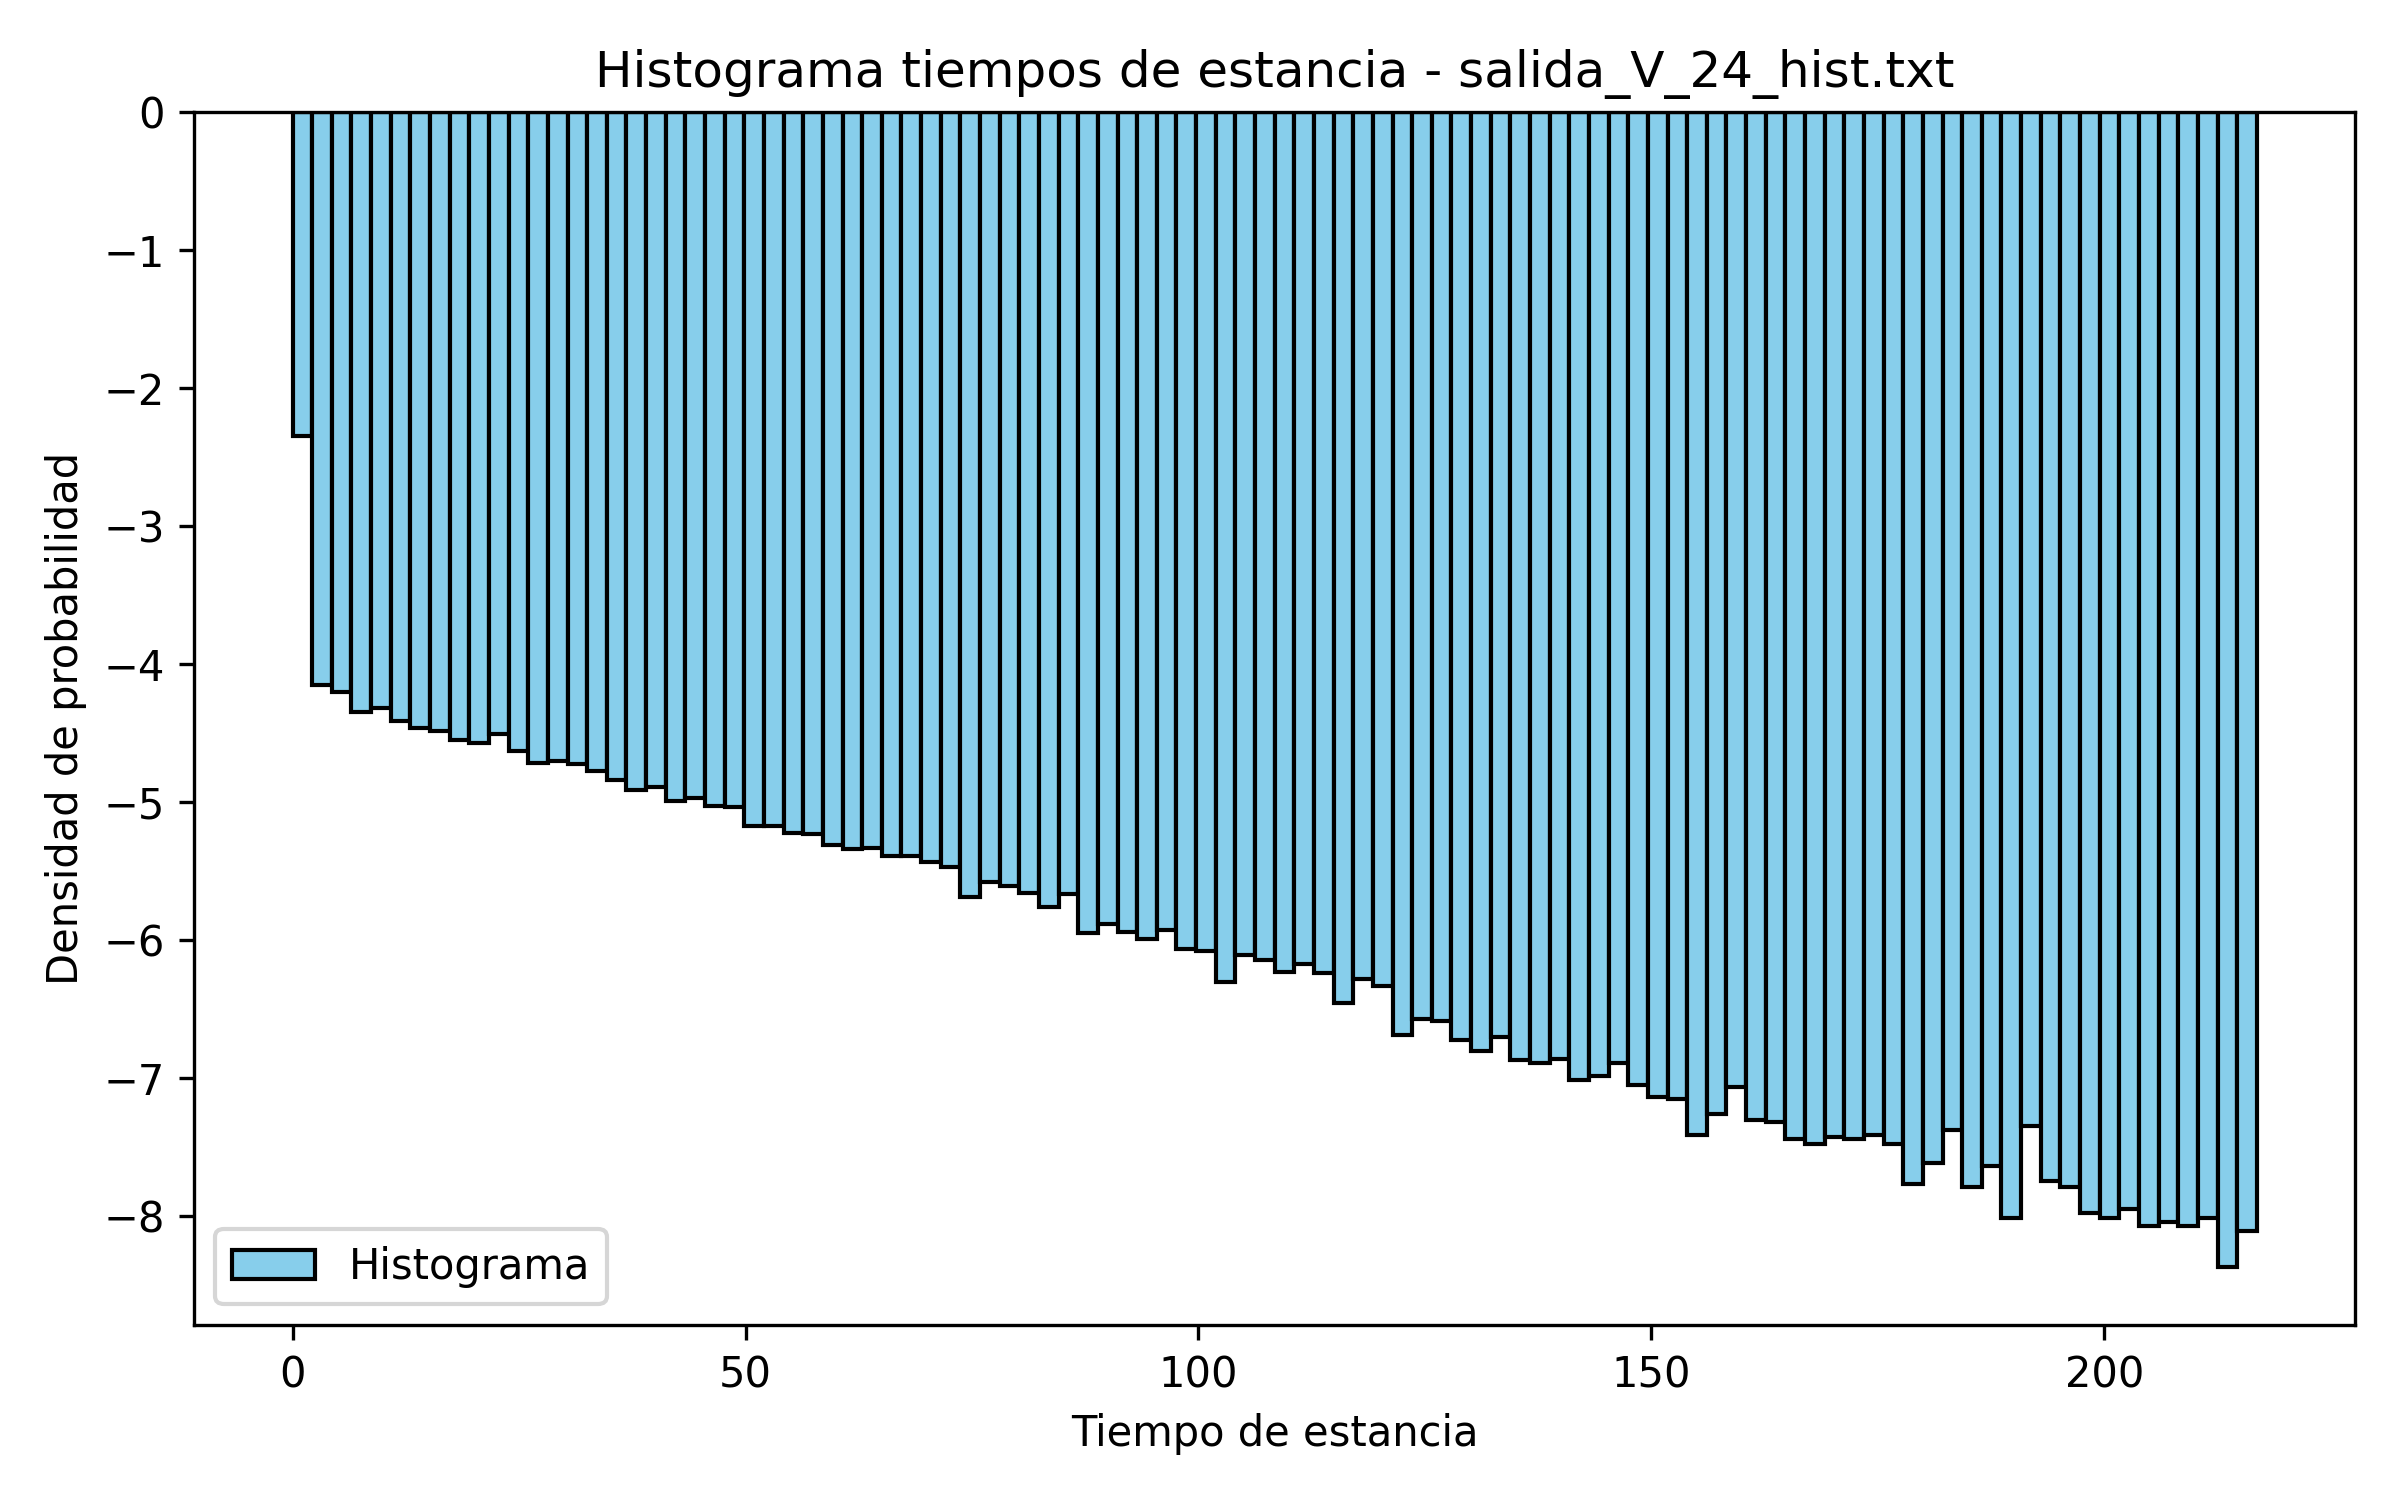 Histograma tiempos de estancia - salida_V_24_hist.txt
0
−1
−2
−3
−4
−5
−6
−7
−8
Densidad de probabilidad
Histograma
0 50 100 150 200
Tiempo de estancia